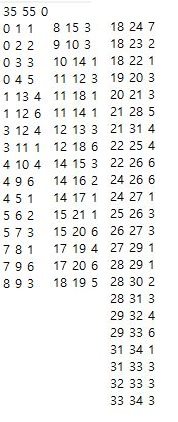 35 55 0
0 1 1
0 2 2
0 3 3
0 4 5
1 13 4
1 12 6
3 12 4
3 11 1
4 10 4
4 9 6
4 5 1
5 6 2
5 7 3
7 8 1
7 9 6
8 9 3
8 15 3
9 10 3
10 14 1
11 12 3
11 18 1
11 14 1
12 13 3
12 18 6
14 15 3
14 16 2
14 17 1
15 21 1
15 20 6
17 19 4
17 20 6
18 19 5
18 24 7
18 23 2
18 22 1
19 20 3
20 21 3
21 28 5
21 31 4
22 25 4
22 26 6
24 26 6
24 27 1
25 26 3
26 27 3
27 29 1
28 29 1
28 30 2
28 31 3
29 32 4
29 33 6
31 34 1
31 33 3
32 33 3
33 34 3